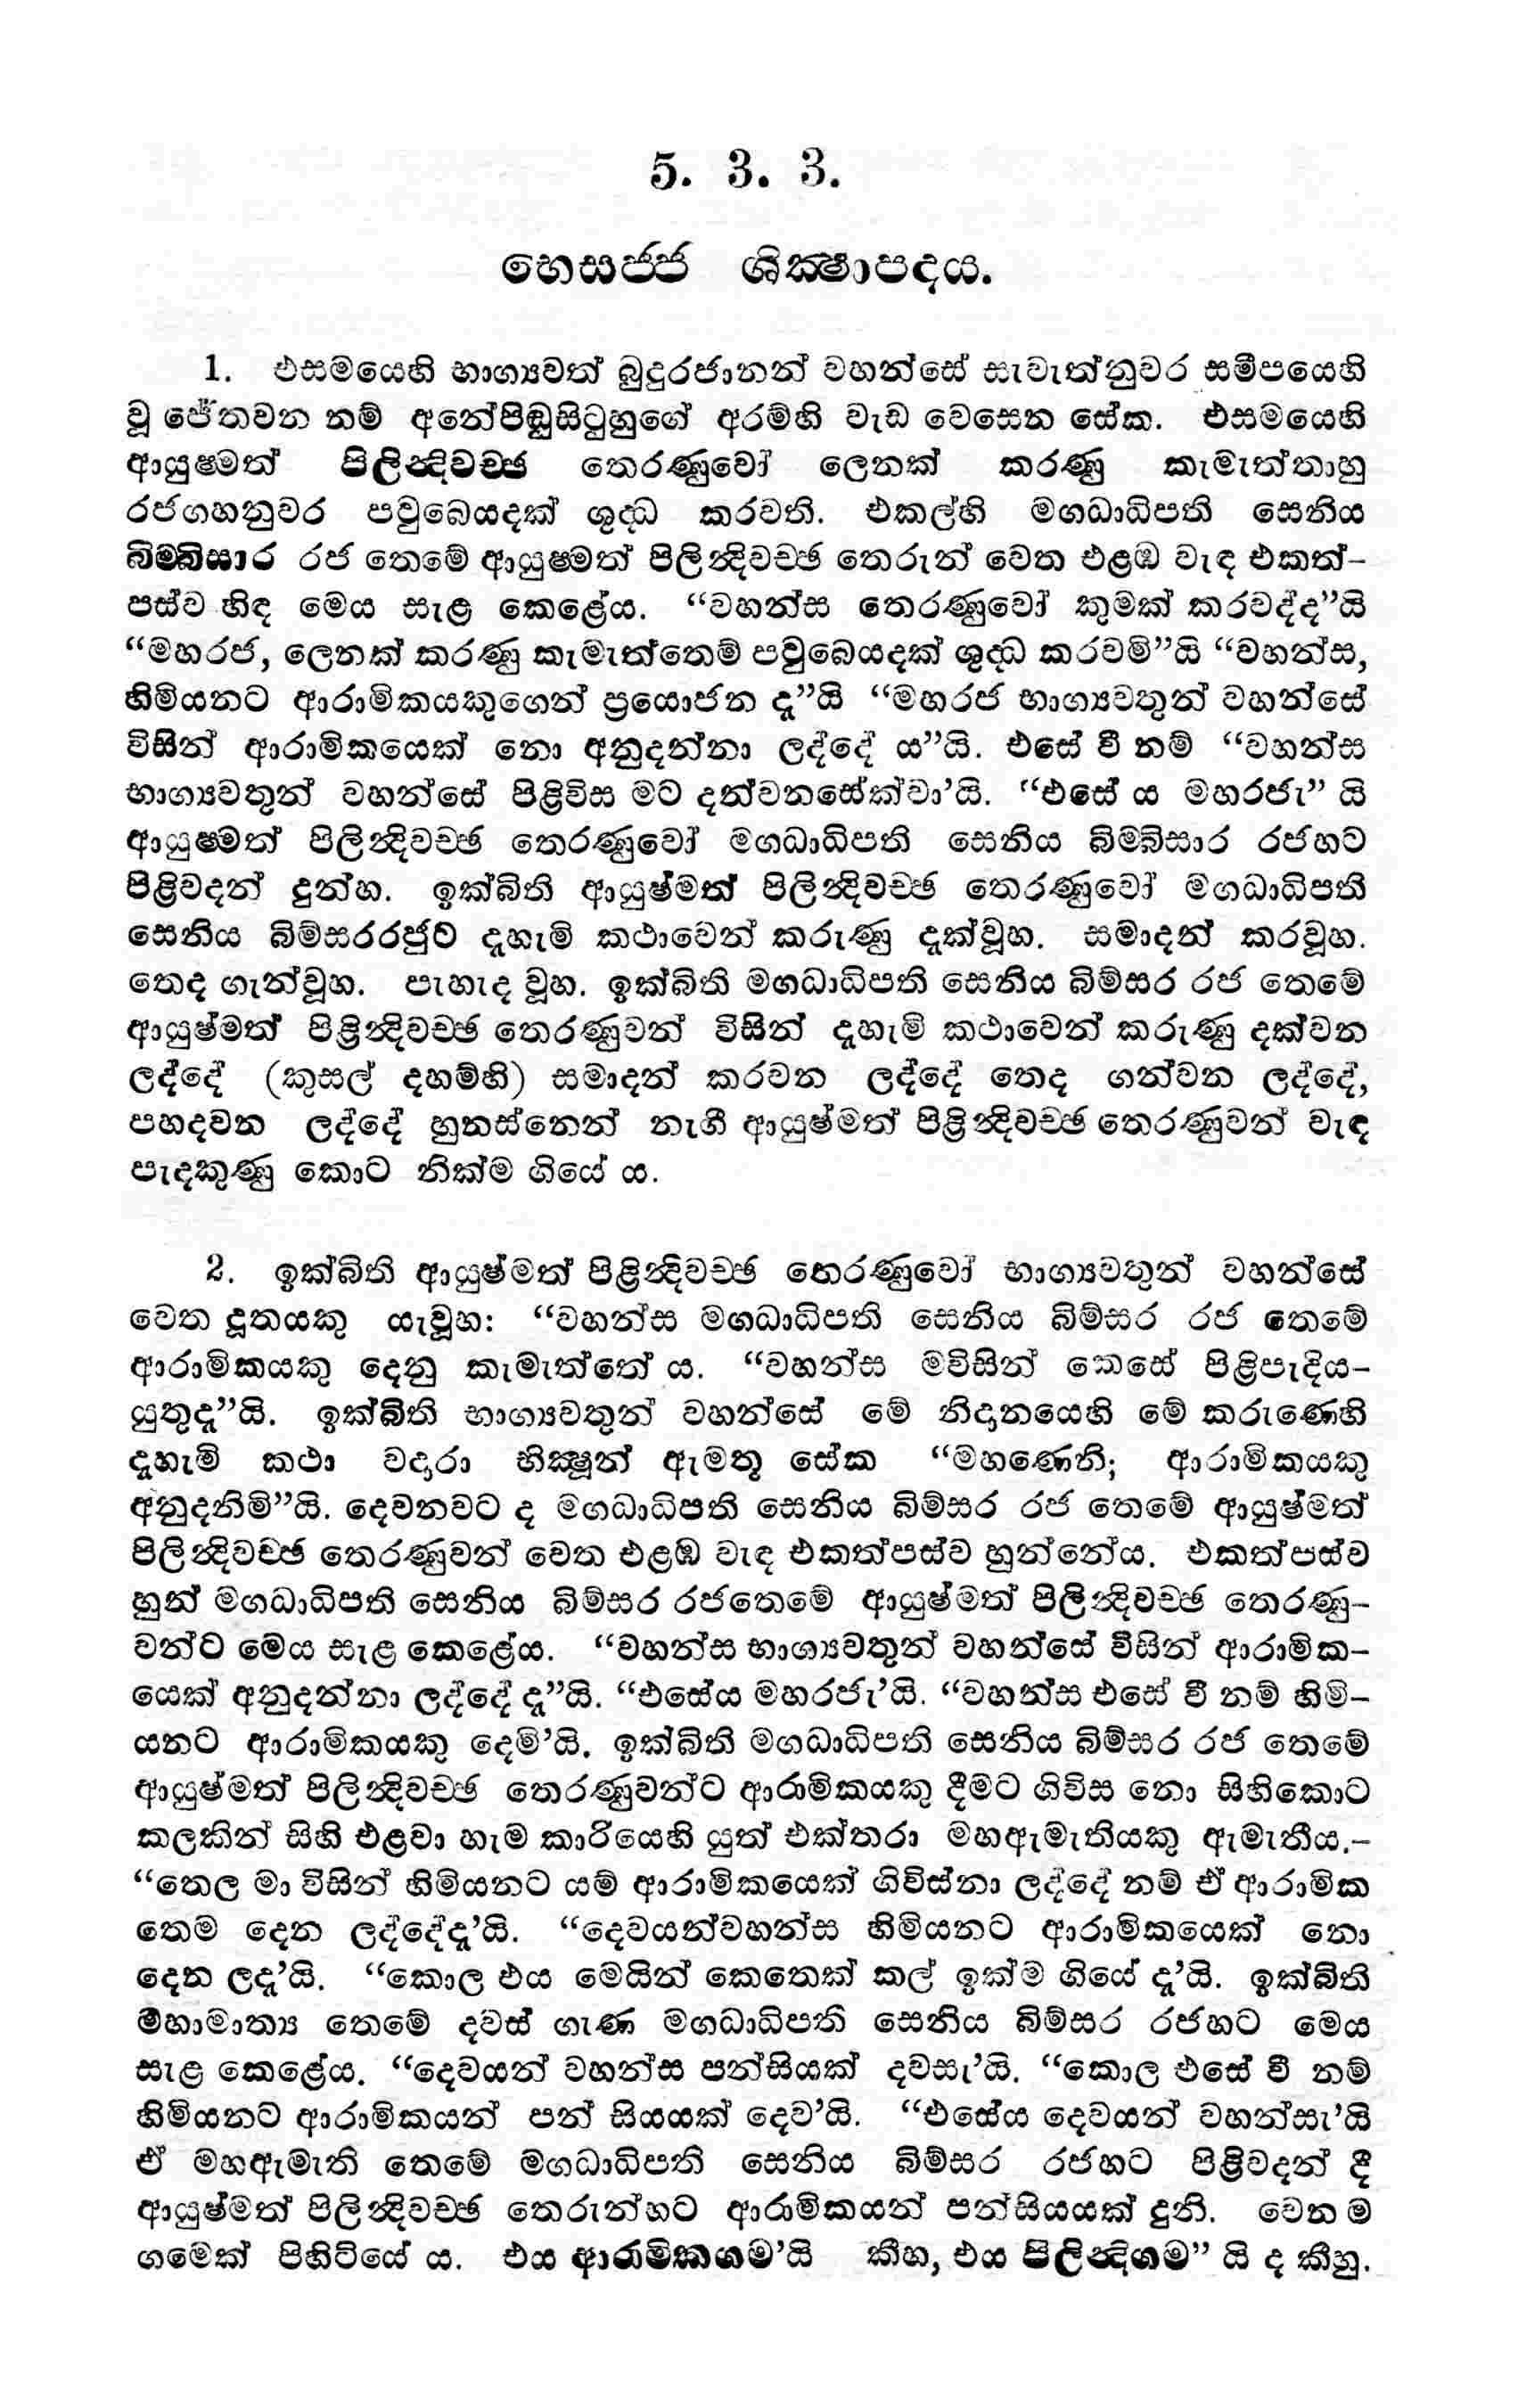 5. 3. 3.
භෙසජ්ජ ශික්ෂාපදය.
1. එසමයෙහි භාග්‍යවත් බුදුරජානන් වහන්සේ සැවැත්නුවර සමීපයෙහි
වූ ජේතවන නම් අනේපිඬුසිටුහුගේ අරම්හි වැඩ වෙසෙන සේක. එසමයෙහි
ආයුෂ්මත් පිලින්‍දිවච්ඡ තෙරණුවෝ ලෙනක් කරණු කැමැත්තාහු
රජගහනුවර පවුබෙයදක් ශුද්ධ කරවති. එකල්හි මගධාධිපති සෙනිය
බිම්බිසාර රජ තෙමේ ආයුෂ්මත් පිලින්‍දිවච්ඡ තෙරුන් වෙත එළඹ වැඳ එකත්-
පස්ව හිඳ මෙය සැළ කෙළේය. “වහන්ස තෙරණුවෝ කුමක් කරවද්ද”යි
“මහරජ, ලෙනක් කරණු කැමැත්තෙම් පවුබෙයදක් ශුද්ධ කරවමි”යි “වහන්ස,
හිමියනට ආරාමිකයකුගෙන් ප්‍රයොජන දැ”යි “මහරජ භාග්‍යවතුන් වහන්සේ
විසින් ආරාමිකයෙක් නො අනුදන්නා ලද්දේ ය”යි. එසේ වී නම් “වහන්ස
භාග්‍යවතුන් වහන්සේ පිළිවිස මට දන්වනසේක්වා’යි. “එසේ ය මහරජැ” යි
ආයුෂ්මත් පිලින්‍දිවච්ඡ තෙරණුවෝ මගධාධිපති සෙනිය බිම්බිසාර රජහට
පිළිවදන් දුන්හ. ඉක්බිති ආයුෂ්මත් පිලින්‍දිවච්ඡ තෙරණුවෝ මගධාධිපති
සෙනිය බිම්සරරජුට දැහැමි කථාවෙන් කරුණු දැක්වූහ. සමාදන් කරවූහ.
තෙද ගැන්වූහ. පැහැද වූහ. ඉක්බිති මගධාධිපති සෙනිය බිම්සර රජ තෙමේ
ආයුෂ්මත් පිළින්‍දිවච්ඡ තෙරණුවන් විසින් දැහැමි කථාවෙන් කරුණු දක්වන
ලද්දේ (කුසල් දහම්හි) සමාදන් කරවන ලද්දේ තෙද ගන්වන ලද්දේ,
පහදවන ලද්දේ හුනස්නෙන් නැගී ආයුෂ්මත් පිළින්‍දිවච්ඡ තෙරණුවන් වැඳ
පැදකුණු කොට නික්ම ගියේ ය.
2. ඉක්බිති ආයුෂ්මත් පිළින්‍දිවච්ඡ තෙරණුවෝ භාග්‍යවතුන් වහන්සේ
වෙත දූතයකු යැවූහ: “වහන්ස මගධාධිපති සෙනිය බිම්සර රජ තෙමේ
ආරාමිකයකු දෙනු කැමැත්තේ ය. “වහන්ස මවිසින් කෙසේ පිළිපැදිය-
යුතුදැ”යි. ඉක්බිති භාග්‍යවතුන් වහන්සේ මේ නිදානයෙහි මේ කරුණෙහි
දැහැමි කථා වදාරා භික්ෂූන් ඇමතූ සේක “මහණෙනි; ආරාමිකයකු
අනුදනිමි”යි. දෙවනවට ද මගධාධිපති සෙනිය බිම්සර රජ තෙමේ ආයුෂ්මත්
පිලින්‍දිවච්ඡ තෙරණුවන් වෙත එළඹ වැඳ එකත්පස්ව හුන්නේය. එකත්පස්ව
හුන් මගධාධිපති සෙනිය බිම්සර රජතෙමේ ආයුෂ්මත් පිලින්‍දිවච්ඡ තෙරණු-
වන්ට මෙය සැළ කෙළේය. “වහන්ස භාග්‍යවතුන් වහන්සේ විසින් ආරාමික-
යෙක් අනුදන්නා ලද්දේ දැ”යි. “එසේය මහරජැ’යි. “වහන්ස එසේ වී නම් හිමි-
යනට ආරාමිකයකු දෙමි’යි. ඉක්බිති මගධාධිපති සෙනිය බිම්සර රජ තෙමේ
ආයුෂ්මත් පිලින්‍දිවච්ඡ තෙරණුවන්ට ආරාමිකයකු දීමට ගිවිස නො සිහිකොට
කලකින් සිහි එළවා හැම කාරියෙහි යුත් එක්තරා මහඇමැතියකු ඇමැතීය.-
“තෙල මා විසින් හිමියනට යම් ආරාමිකයෙක් ගිවිස්නා ලද්දේ නම් ඒ ආරාමික
තෙම දෙන ලද්දේදැ’යි. “දෙවයන්වහන්ස හිමියනට ආරාමිකයෙක් නො
දෙන ලදැ’යි. “කොල එය මෙයින් කෙතෙක් කල් ඉක්ම ගියේ දැ’යි. ඉක්බිති
මහාමාත්‍ය තෙමේ දවස් ගැණ මගධාධිපති සෙනිය බිම්සර රජහට මෙය
සැළ කෙළේය. “දෙවයන් වහන්ස පන්සියක් දවසැ’යි. “කොල එසේ වී නම්
හිමියනට ආරාමිකයන් පන් සියයක් දෙව’යි. “එසේය දෙවයන් වහන්සැ’යි
ඒ මහඇමැති තෙමේ මගධාධිපති සෙනිය බිම්සර රජහට පිළිවදන් දී
ආයුෂ්මත් පිලින්‍දිවච්ඡ තෙරුන්හට ආරාමිකයන් පන්සියයක් දුනි. වෙන ම
ගමෙක් පිහිටියේ ය. එය ආරාමිකගම’යි කීහ, එය පිලින්‍දිගම” යි ද කීහු.